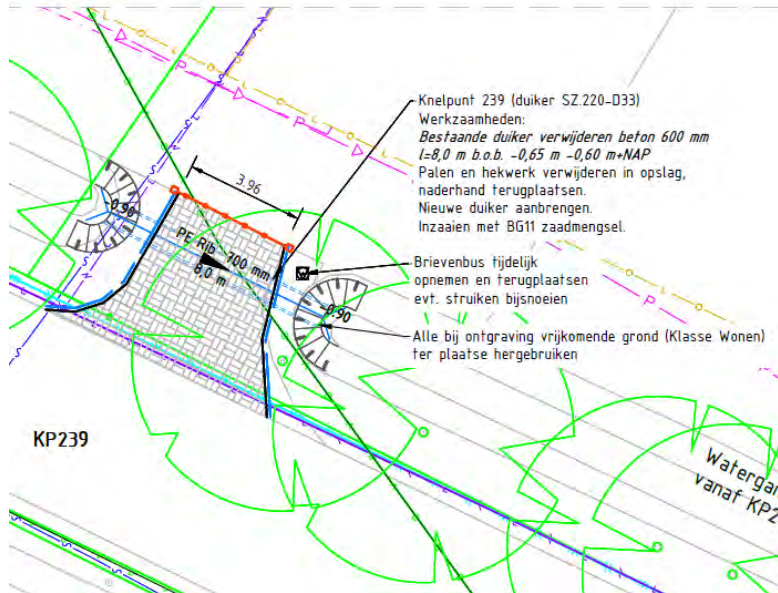 Knelpunt 239 (duiker SZ.220-D33)
Werkzaamheden:
Bestaande duiker verwijderen beton 600 mm
l=8,0 m b.o.b. -0,65 m -0,60 m+NAP
Palen en hekwerk verwijderen in opslag,
naderhand terugplaatsen.
Nieuwe duiker aanbrengen.
Inzaaien met BG11 zaadmengsel.
3.96
-0.90
PE Rib 700 mm
8,0 m
Brievenbus tijdelijk
opnemen en terugplaatsen
evt. struiken bijsnoeien
-0.90
Alle bij ontgraving vrijkomende grond (Klasse Wonen)
ter plaatse hergebruiken
KP239
vanaf